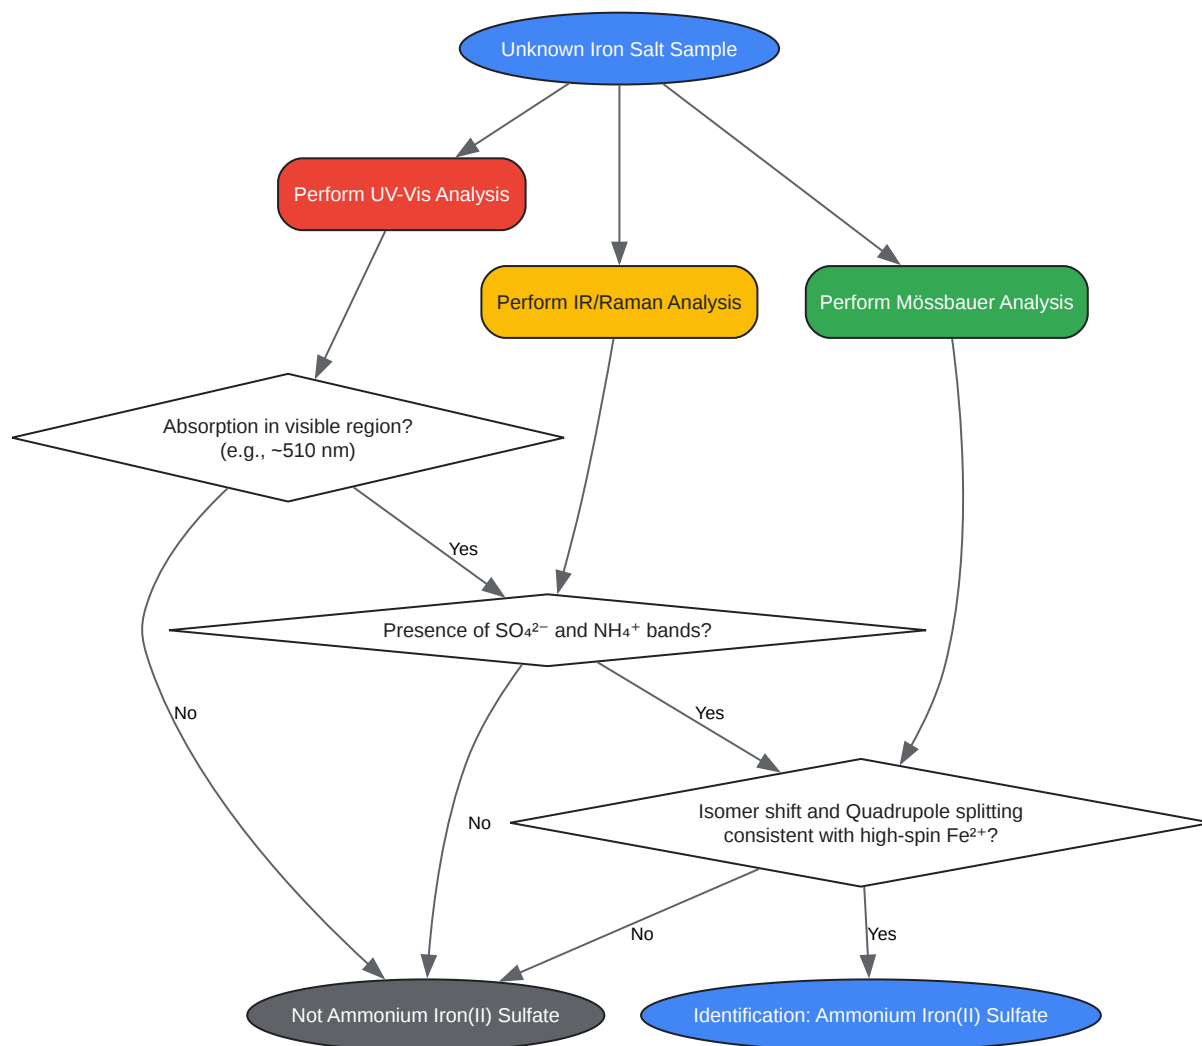 Unknown Iron Salt Sample
Perform UV-Vis Analysis
Perform IR/Raman Analysis
Perform Mössbauer Analysis
Absorption in visible region?
(e.g., ~510 nm)
Yes
Presence of SO₄²⁻ and NH₄⁺ bands?
No
Yes
Isomer shift and Quadrupole splitting
consistent with high-spin Fe²⁺?
No
No
Yes
Not Ammonium Iron(II) Sulfate
Identification: Ammonium Iron(II) Sulfate